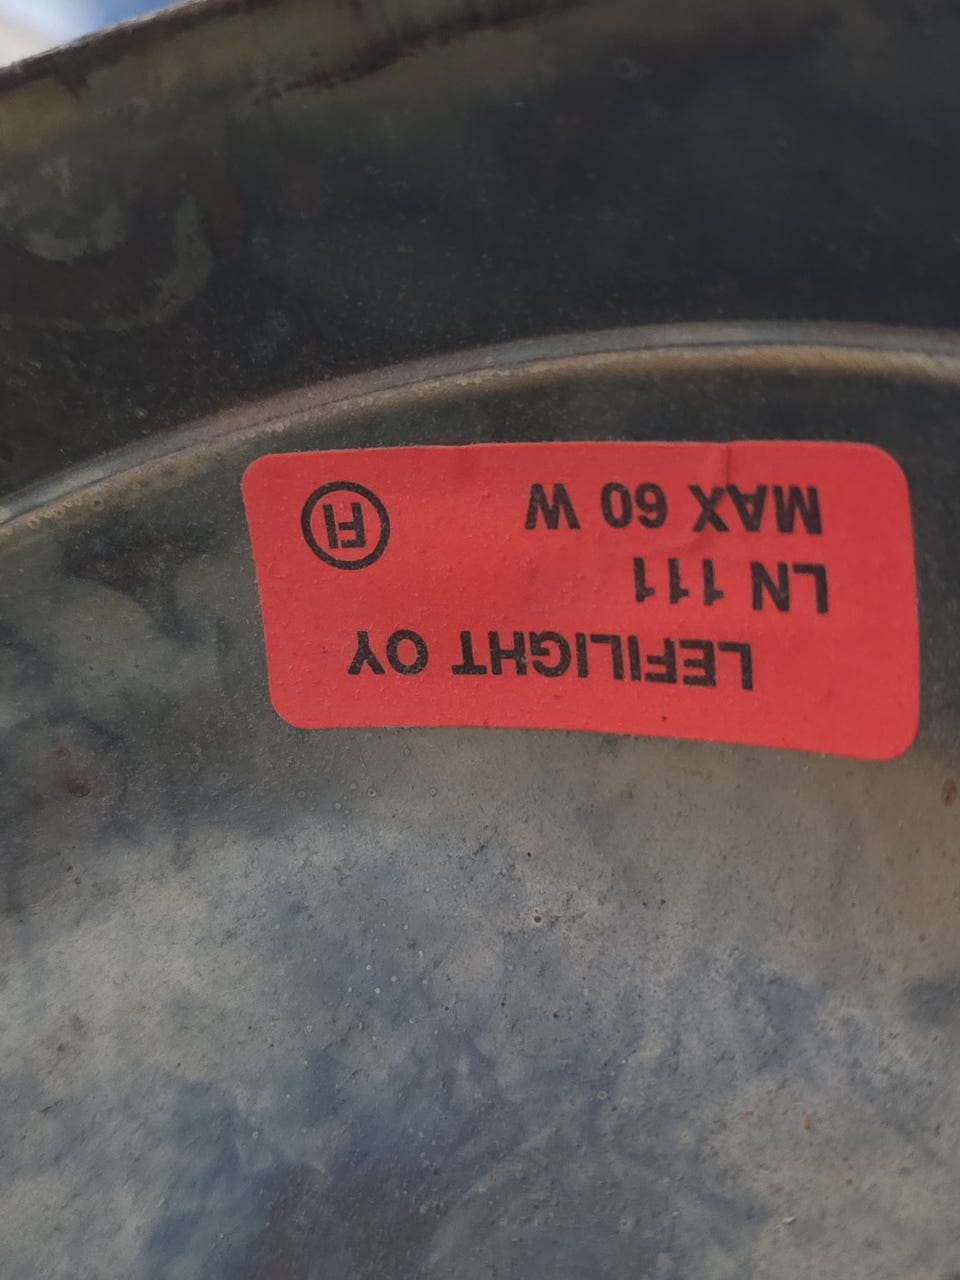 LEFILIGHT OY
LN 111
MAX 60 W
FI